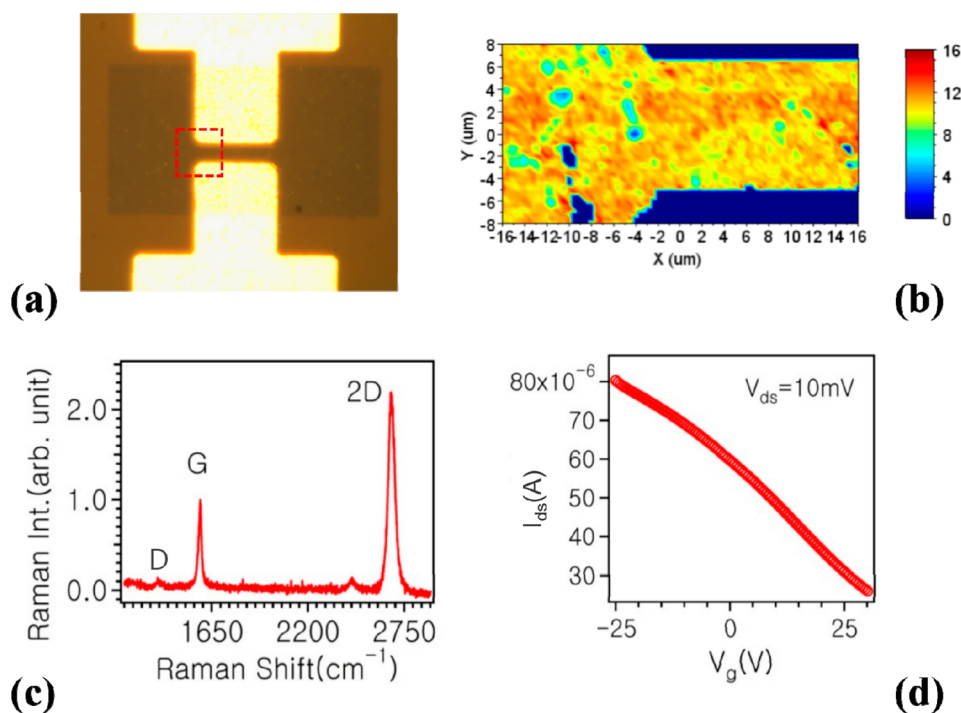 (a)
8
6
4
2
0
-2
-4
-6
-8
Y (um)
-16-14-12-10 -8 -6 -4 -2 0 2 4 6 8 10 12 14 16
X (um)
16
12
8
4
0
(b)
2.0
1.0
0.0
Raman Int.(arb. unit)
D
G
2D
1650 2200 2750
Raman Shift(cm⁻¹)
(c)
80x10⁻⁶
70
60
50
40
30
I_ds(A)
V_ds=10mV
-25 0 25
V_g(V)
(d)